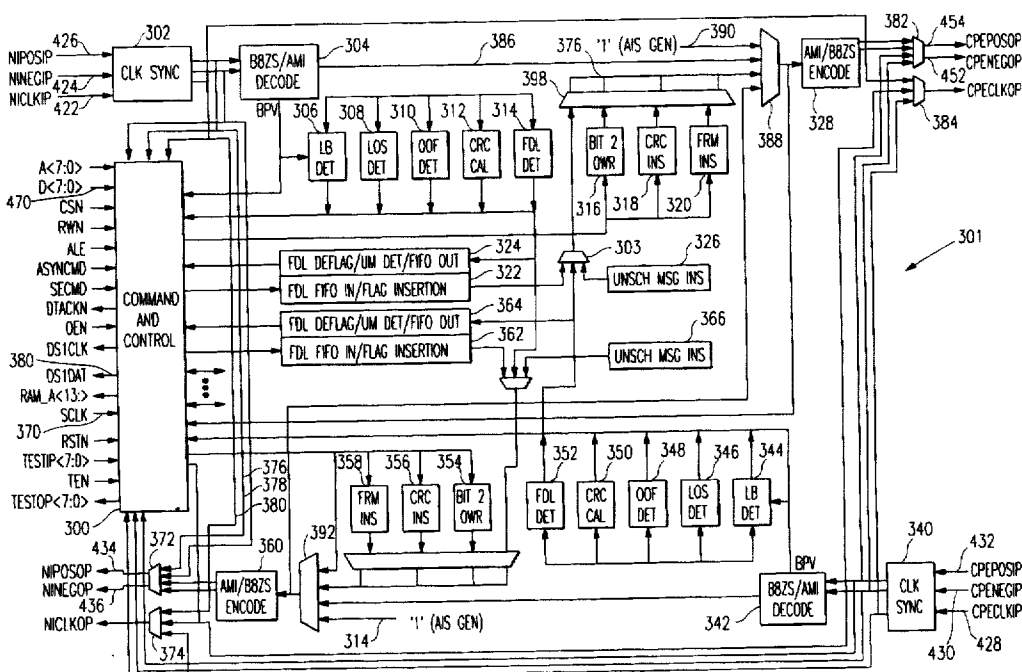 302
304
386
376
'1' (AIS GEN)
390
382
454
NIPOSIP
426
CLK SYNC
B8ZS/AMI
DECODE
398
AMI/B8ZS
ENCODE
CPEPOSOP
NINEGIP
424
CPENEGOP
452
NICLKIP
422
BPV
388
328
CPECLKOP
384
306
308
310
312
314
LB
DET
LOS
DET
OOF
DET
CRC
CAL
FDL
DET
BIT 2
OWR
CRC
INS
FRM
INS
316
318
320
A<7:0>
D<7:0>
470
CSN
RWN
ALE
ASYNCMD
SECMD
DTACKN
OEN
DS1CLK
DS1DAT
380
RAM_A<13:>
SCLK
370
RSTN
TESTIP<7:0>
TEN
TESTOP<7:0>
300
COMMAND
AND
CONTROL
324
303
326
301
FDL DEFLAG/UM DET/FIFO OUT
322
FDL FIFO IN/FLAG INSERTION
UNSCH MSG INS
364
FDL DEFLAG/UM DET/FIFO OUT
362
366
FDL FIFO IN/FLAG INSERTION
UNSCH MSG INS
376
378
380
358
356
354
FRM
INS
CRC
INS
BIT 2
OWR
352
350
348
346
344
FDL
DET
CRC
CAL
OOF
DET
LOS
DET
LB
DET
372
360
392
340
432
434
NIPOSOP
NINEGOP
436
AMI/B8ZS
ENCODE
BPV
B8ZS/AMI
DECODE
CLK
SYNC
CPEPOSIP
CPENEGIP
CPECLKIP
NICLKOP
374
314
'1' (AIS GEN)
342
430
428